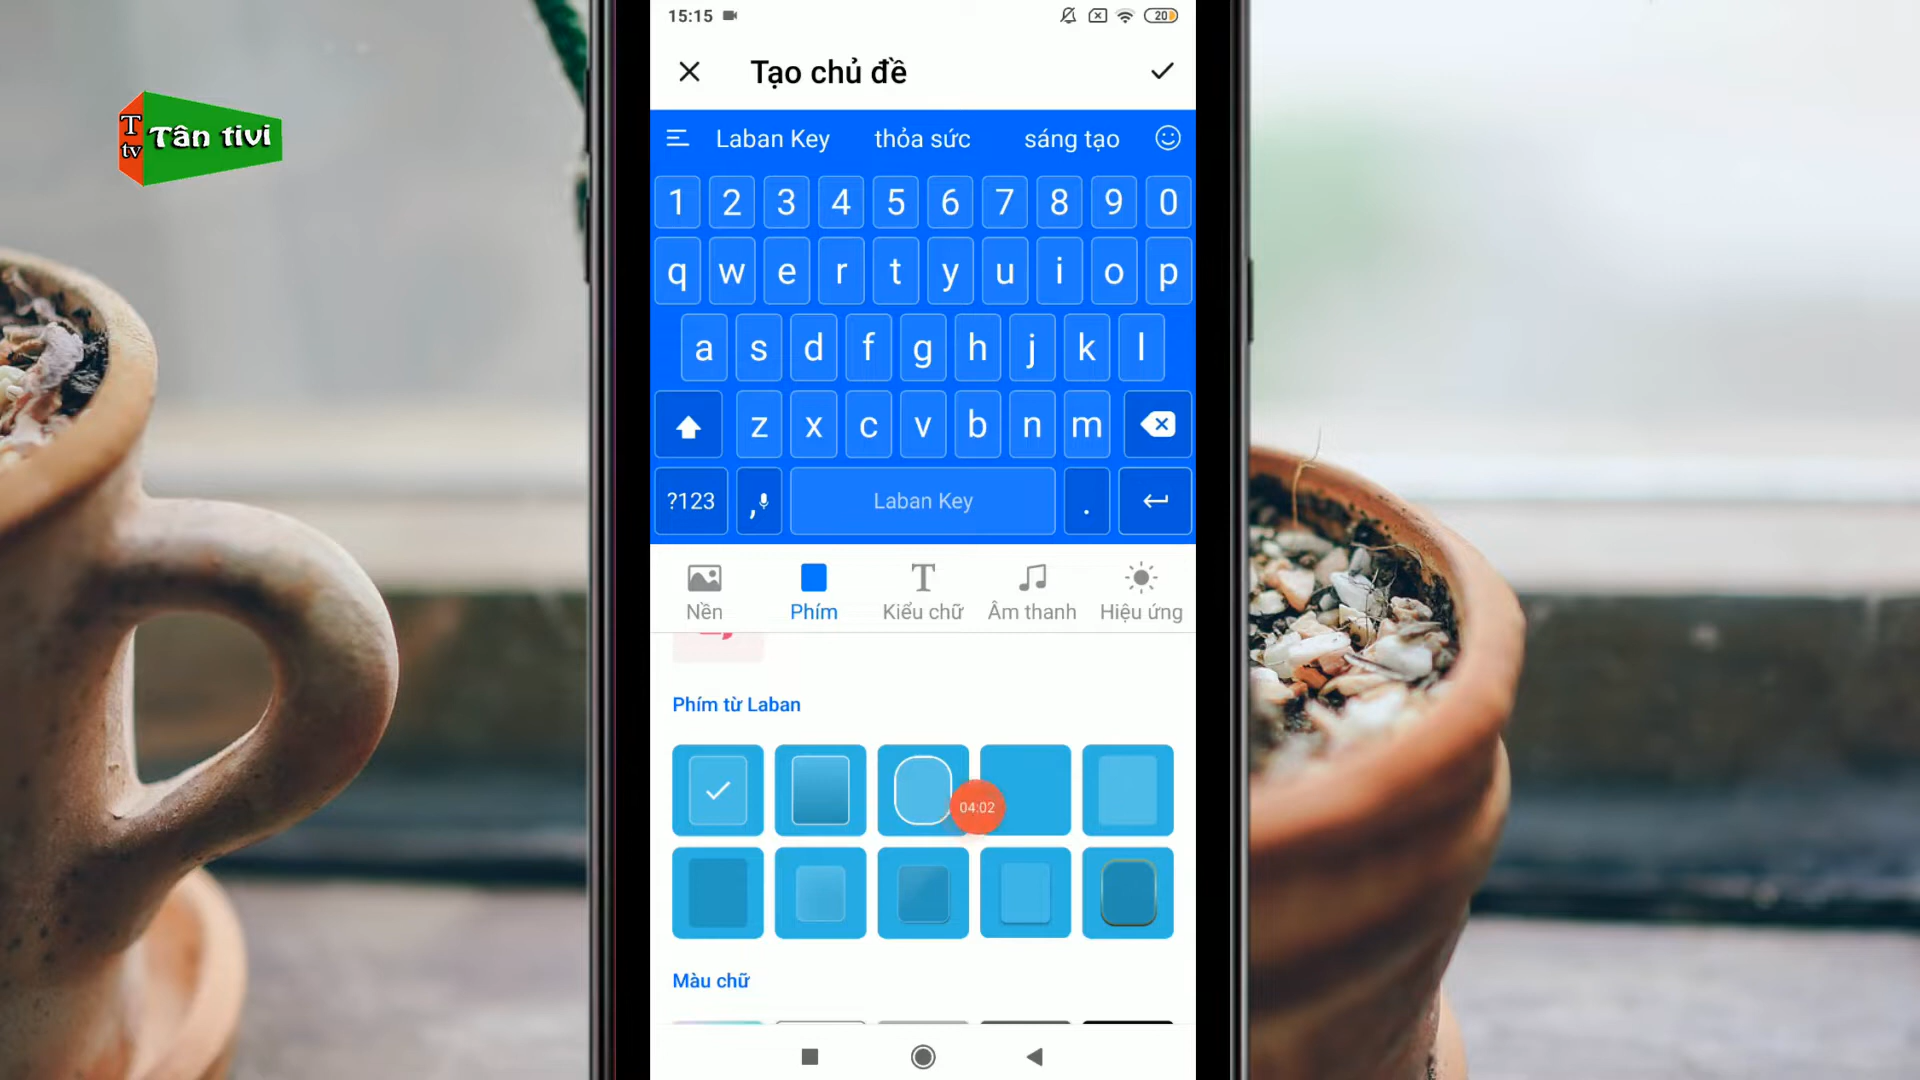 15:15
20
Tạo chủ đề
T
tv
Tân tivi
Laban Key thỏa sức sáng tạo
1 2 3 4 5 6 7 8 9 0
q w e r t y u i o p
a s d f g h j k l
z x c v b n m
?123 , Laban Key .
Nền Phím Kiểu chữ Âm thanh Hiệu ứng
Phím từ Laban
04:02
Màu chữ